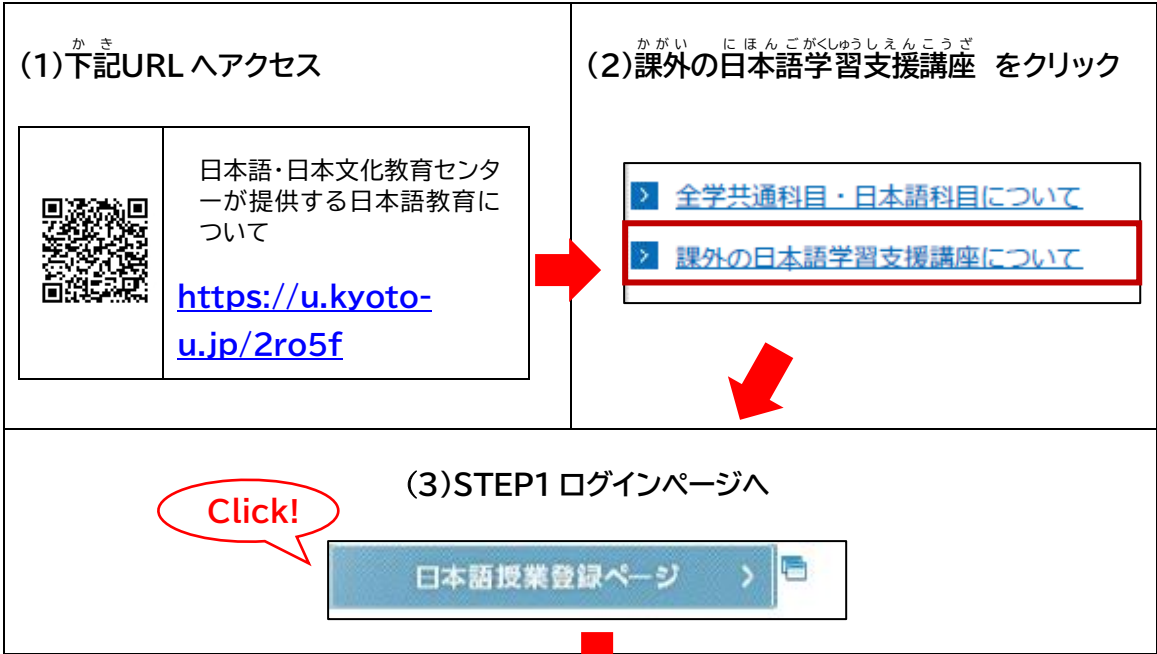 かき
(1)下記URL へアクセス
日本語・日本文化教育センタ
ーが提供する日本語教育に
ついて
https://u.kyoto-
u.jp/2ro5f
かがい にほんごがくしゅうしえんこうざ
(2)課外の日本語学習支援講座 をクリック
全学共通科目・日本語科目について
課外の日本語学習支援講座について
(3)STEP1 ログインページへ
Click!
日本語授業登録ページ